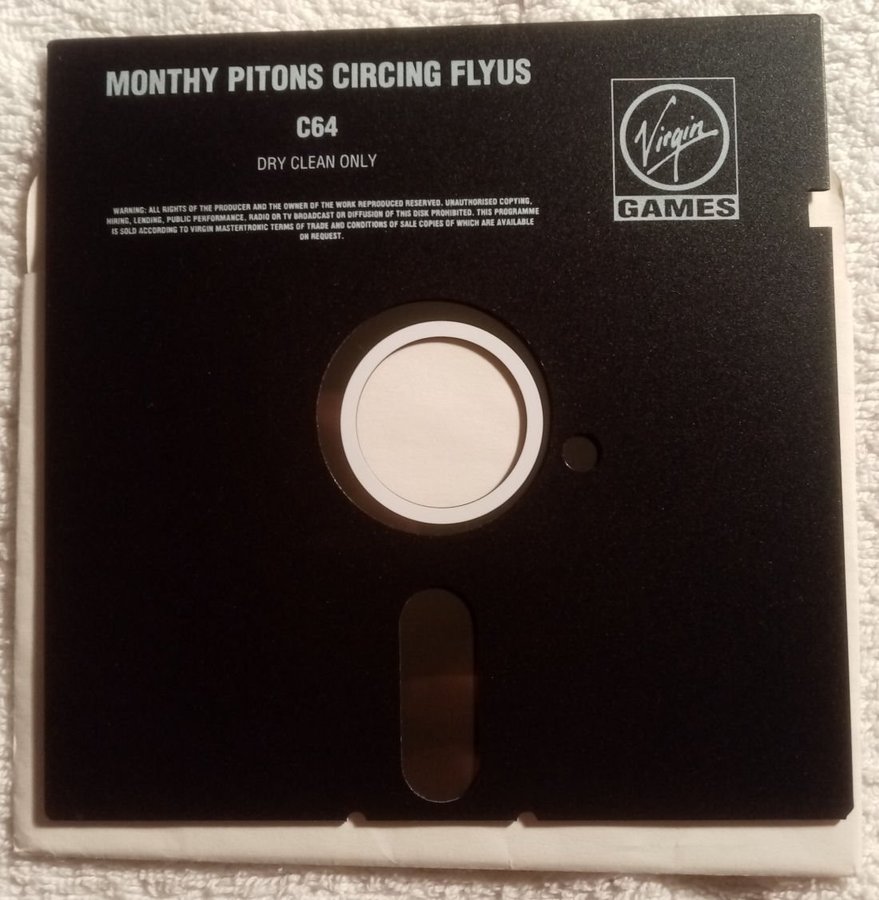 MONTHY PITONS CIRCING FLYUS
C64
DRY CLEAN ONLY
WARNING: ALL RIGHTS OF THE PRODUCER AND THE OWNER OF THE WORK REPRODUCED RESERVED. UNAUTHORISED COPYING,
HIRING, LENDING, PUBLIC PERFORMANCE, RADIO OR TV BROADCAST OR DIFFUSION OF THIS DISK PROHIBITED. THIS PROGRAMME
IS SOLD ACCORDING TO VIRGIN MASTERTRONIC TERMS OF TRADE AND CONDITIONS OF SALE COPIES OF WHICH ARE AVAILABLE
ON REQUEST.
Virgin
GAMES